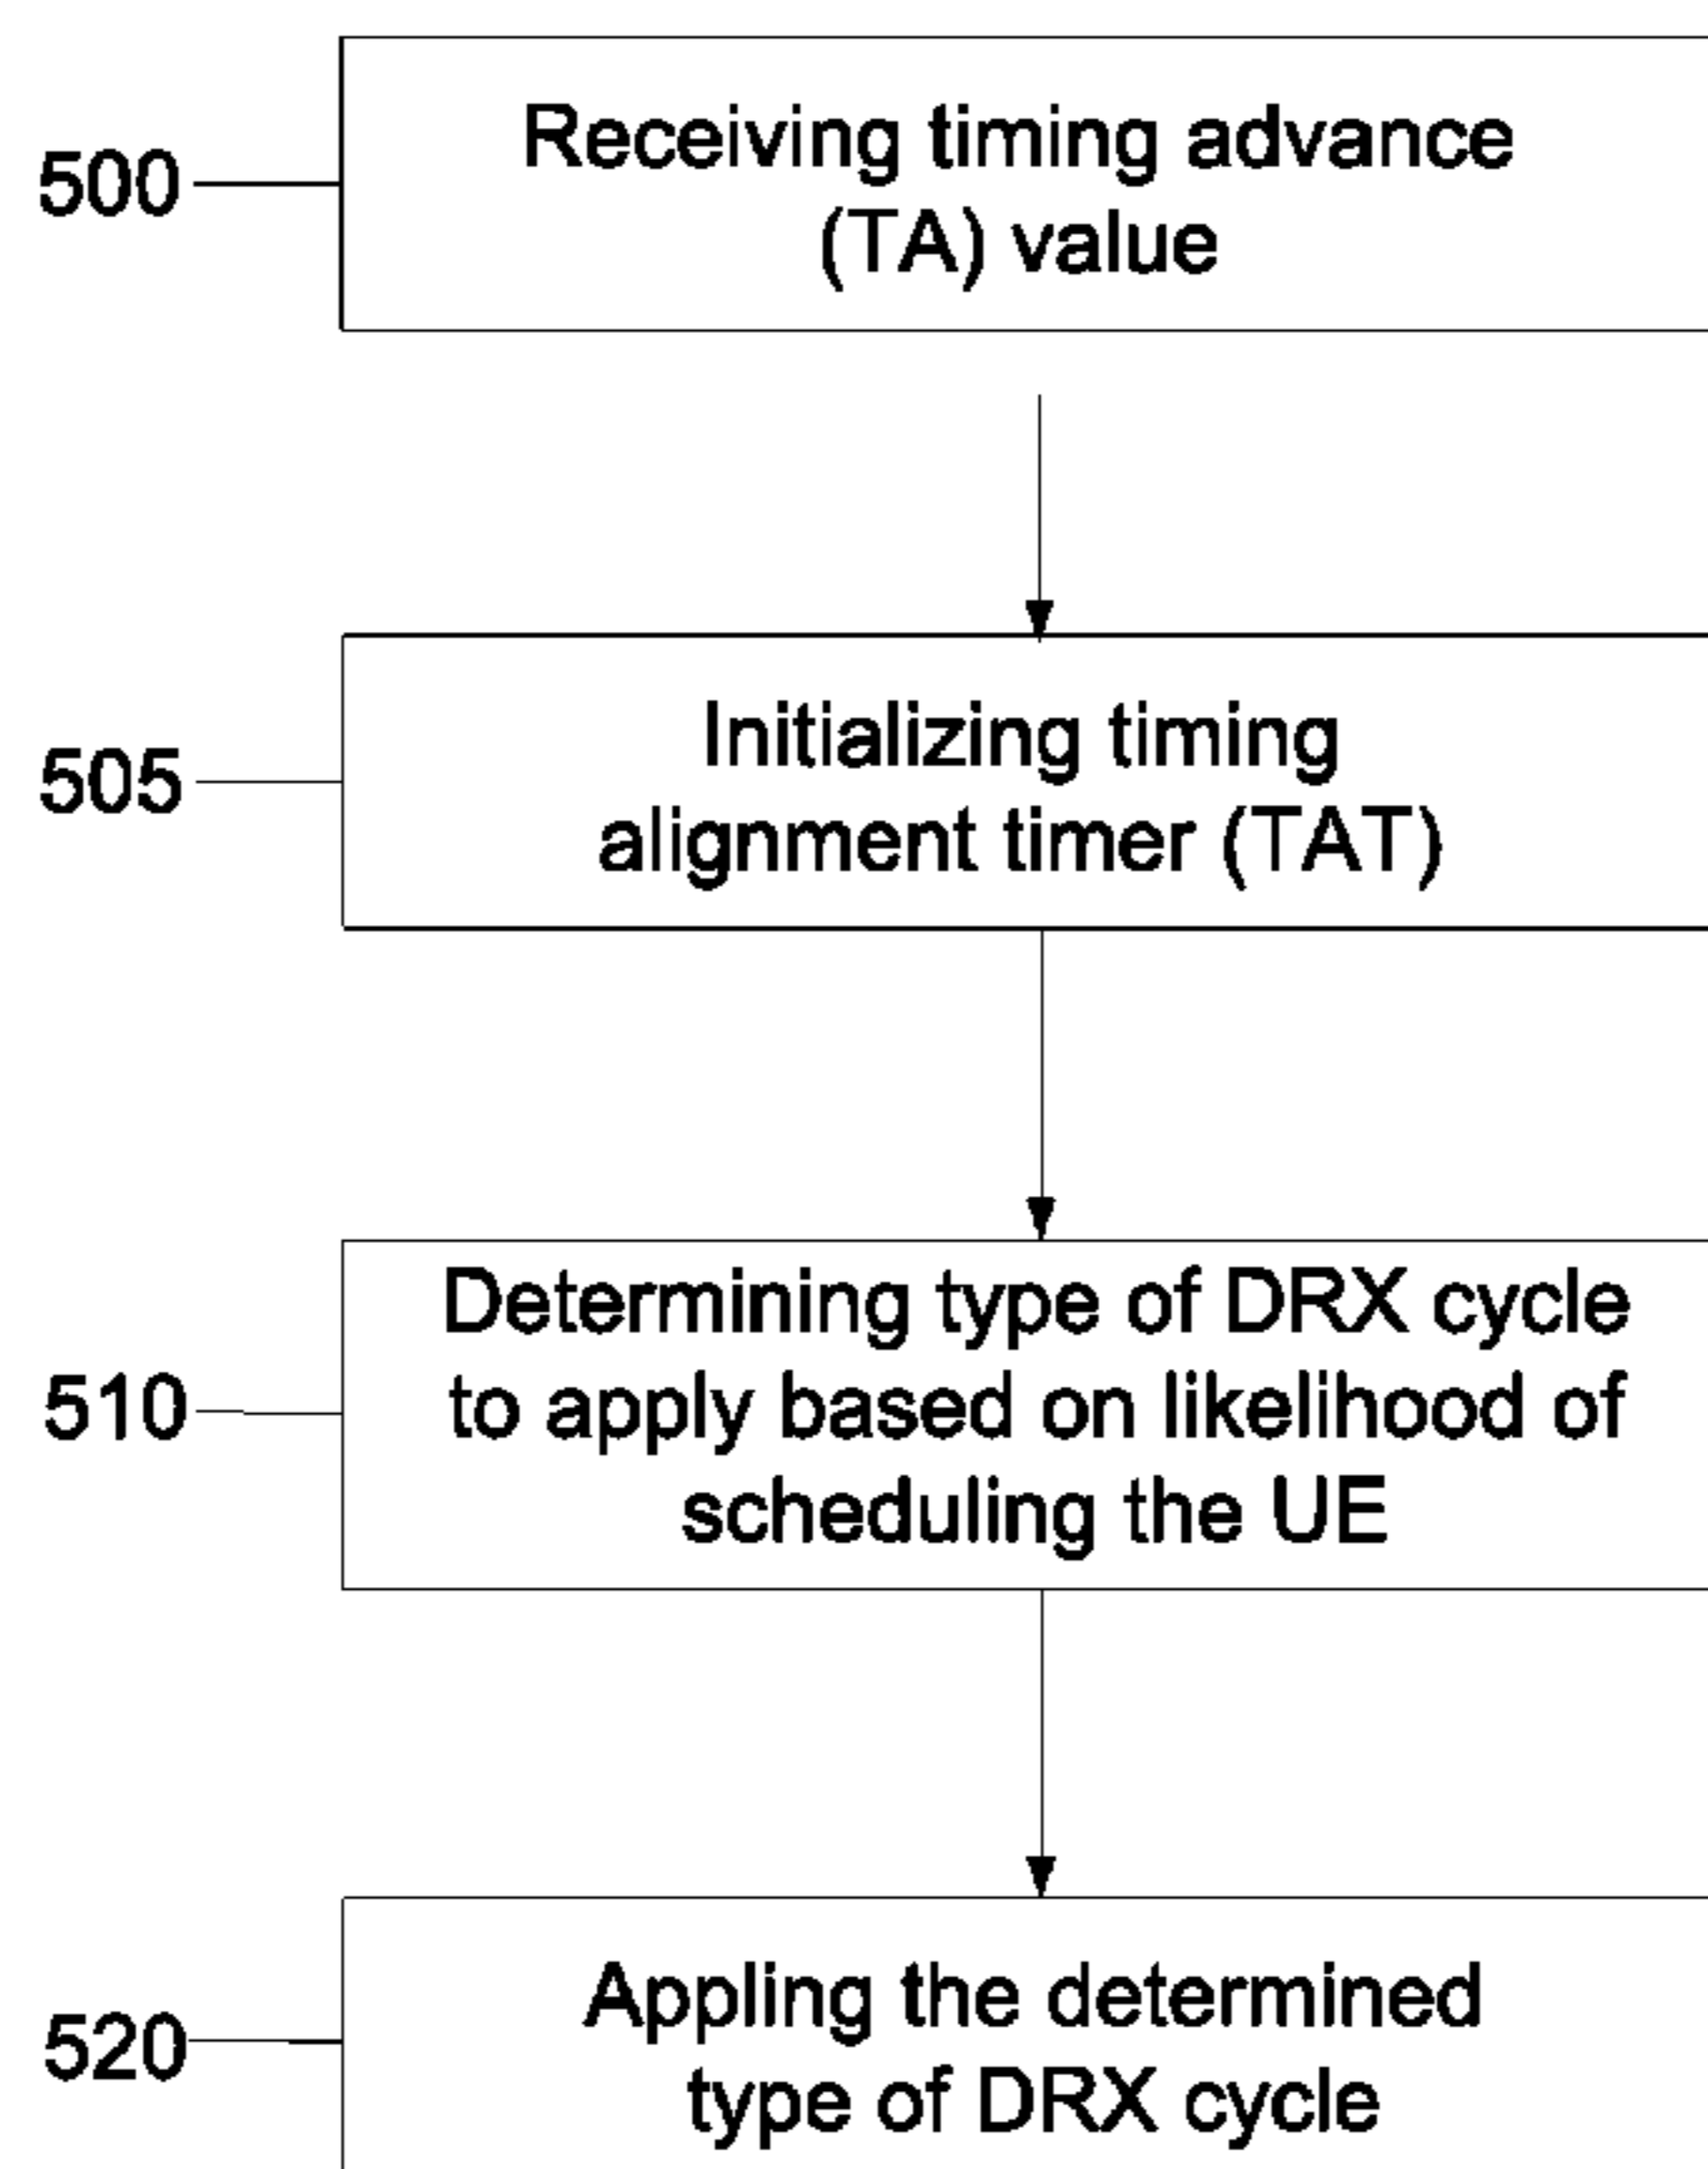 500
Receiving timing advance
(TA) value
505
Initializing timing
alignment timer (TAT)
510
Determining type of DRX cycle
to apply based on likelihood of
scheduling the UE
520
Appling the determined
type of DRX cycle